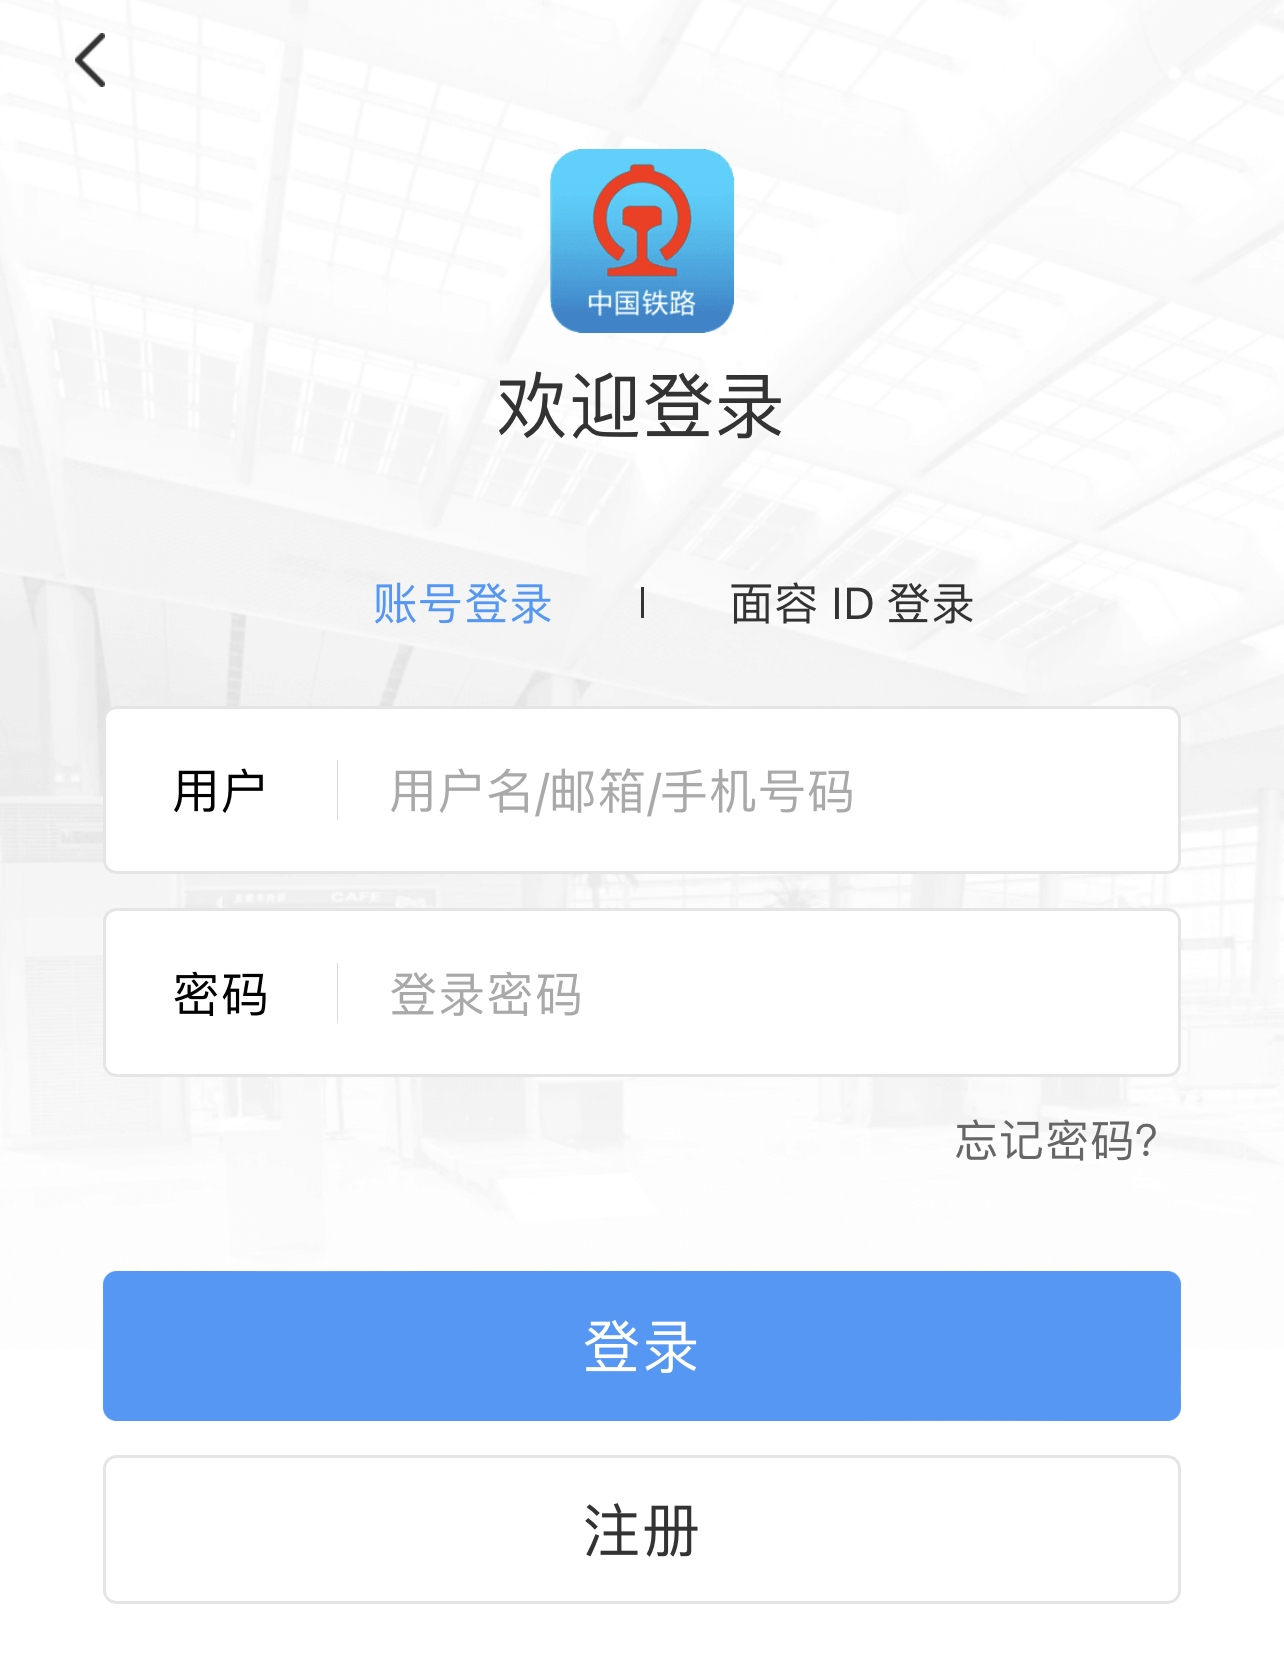 中国铁路
欢迎登录
账号登录 | 面容 ID 登录
用户 用户名/邮箱/手机号码
CAFE
密码 登录密码
忘记密码?
登录
注册